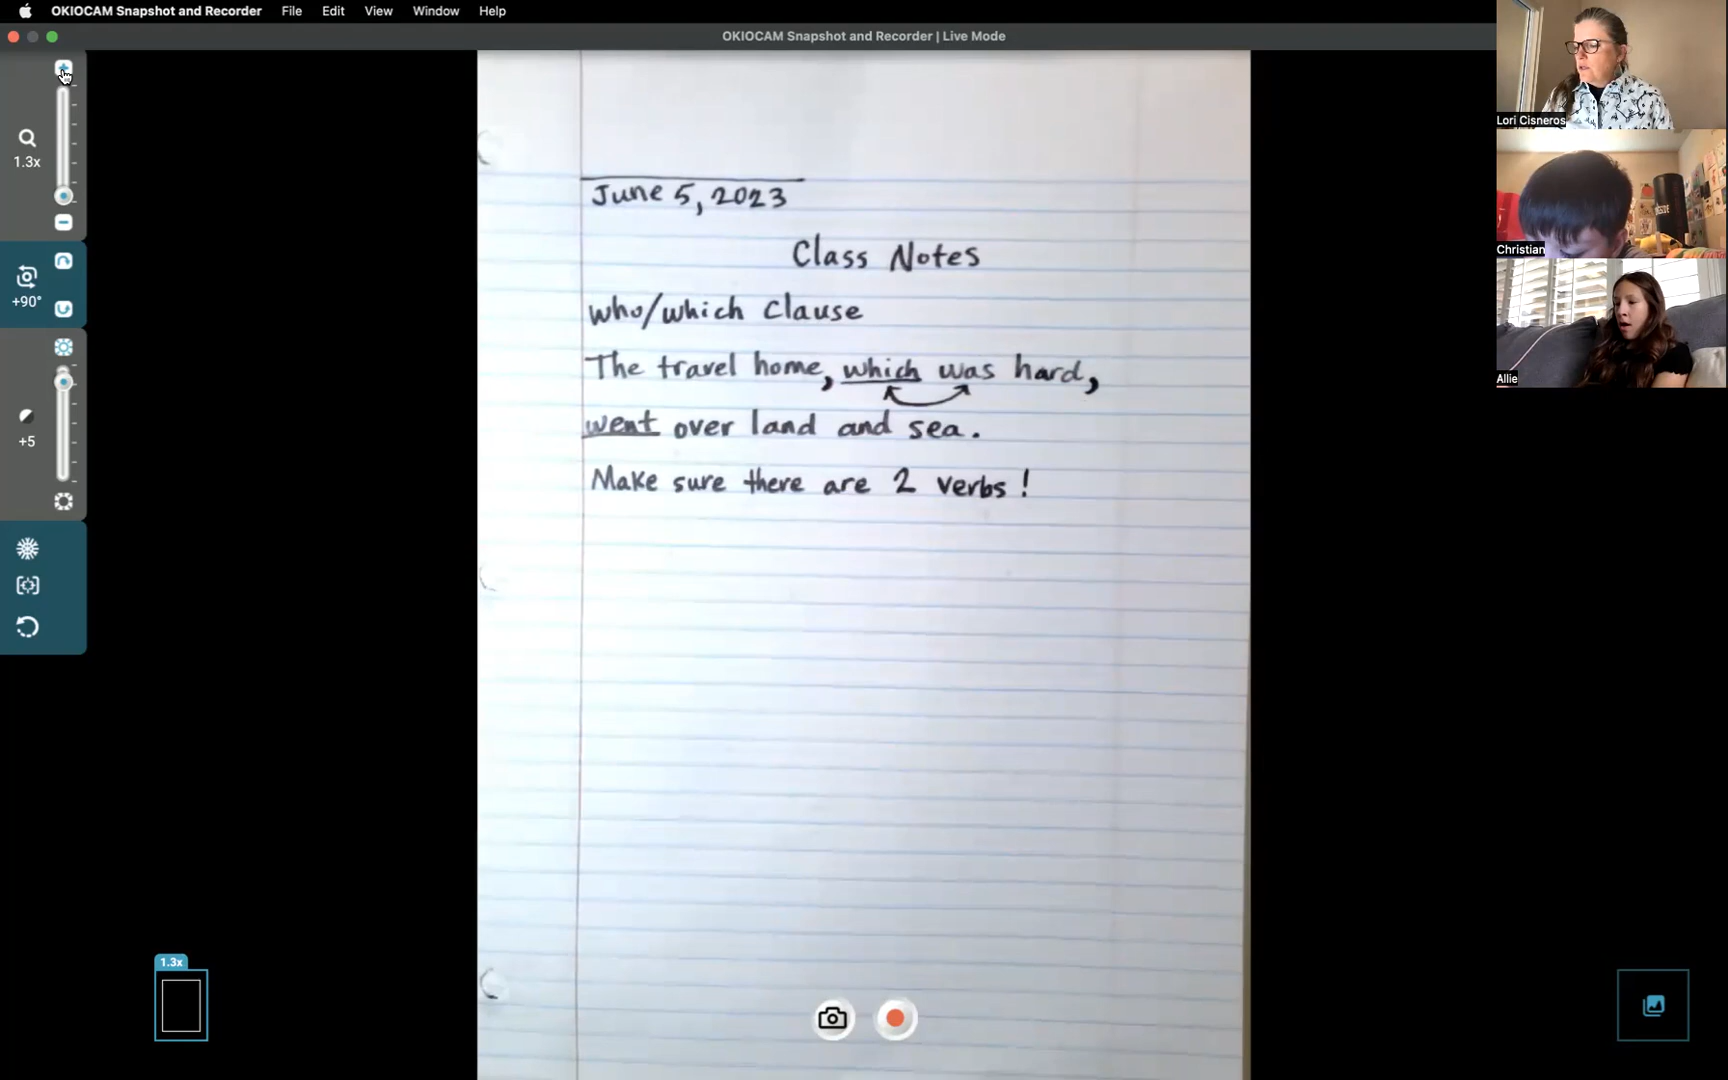 OKIOCAM Snapshot and Recorder File Edit View Window Help
OKIOCAM Snapshot and Recorder | Live Mode
1.3x
+90°
+5
June 5, 2023
Class Notes
who/which Clause
The travel home, which was hard,
went over land and sea.
Make sure there are 2 verbs!
1.3x
Lori Cisneros
Christian
Allie